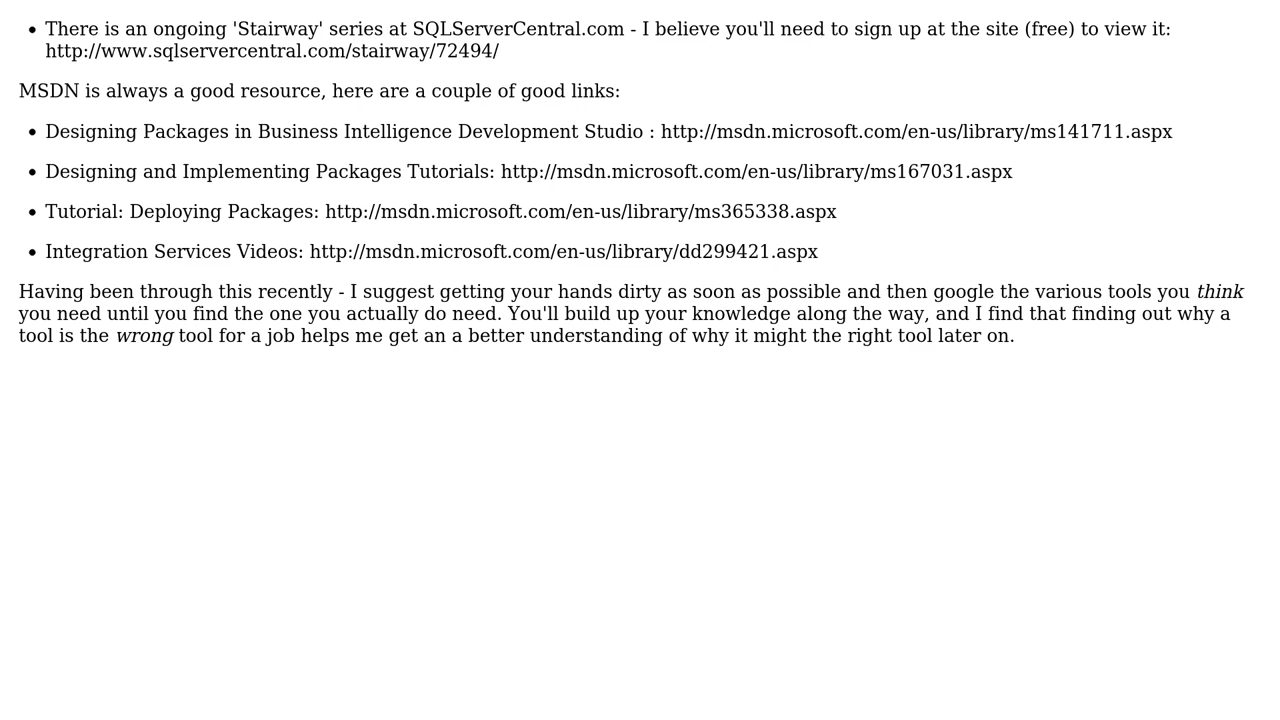 • There is an ongoing 'Stairway' series at SQLServerCentral.com - I believe you'll need to sign up at the site (free) to view it:
http://www.sqlservercentral.com/stairway/72494/
MSDN is always a good resource, here are a couple of good links:
• Designing Packages in Business Intelligence Development Studio : http://msdn.microsoft.com/en-us/library/ms141711.aspx
• Designing and Implementing Packages Tutorials: http://msdn.microsoft.com/en-us/library/ms167031.aspx
• Tutorial: Deploying Packages: http://msdn.microsoft.com/en-us/library/ms365338.aspx
• Integration Services Videos: http://msdn.microsoft.com/en-us/library/dd299421.aspx
Having been through this recently - I suggest getting your hands dirty as soon as possible and then google the various tools you think
you need until you find the one you actually do need. You'll build up your knowledge along the way, and I find that finding out why a
tool is the wrong tool for a job helps me get an a better understanding of why it might the right tool later on.